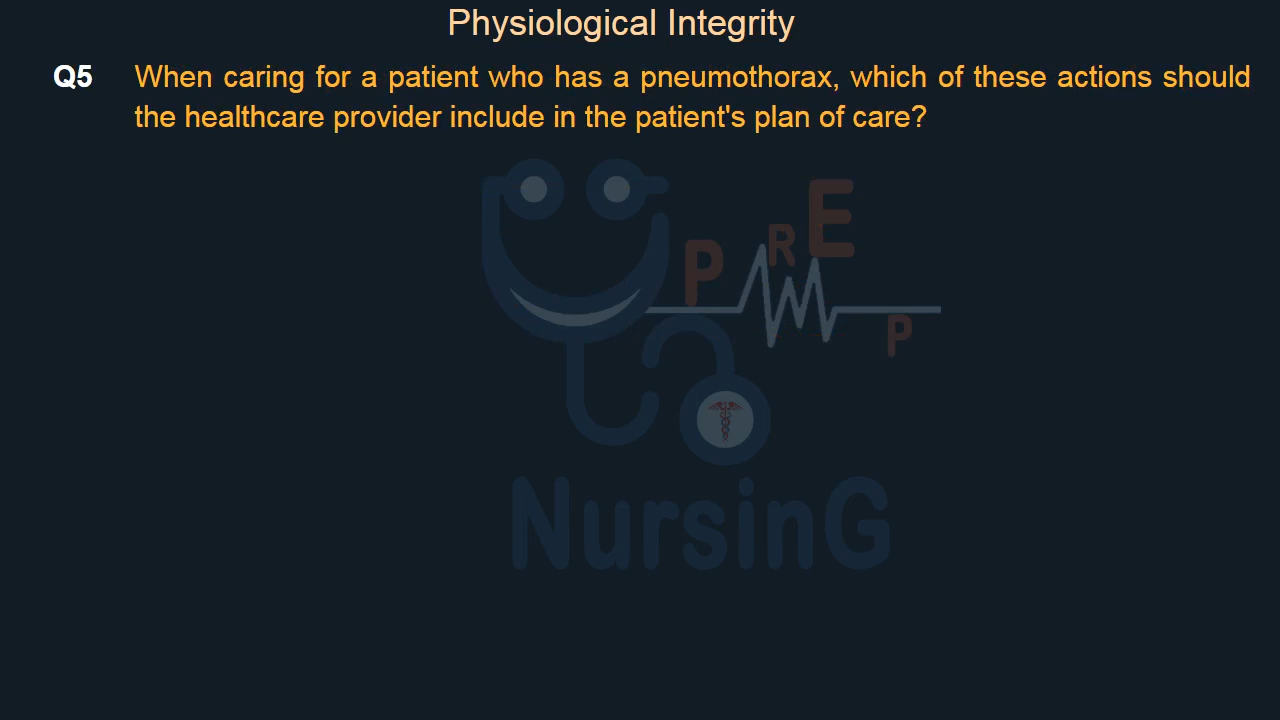 Physiological Integrity
Q5 When caring for a patient who has a pneumothorax, which of these actions should
the healthcare provider include in the patient's plan of care?
PREP
NursinG